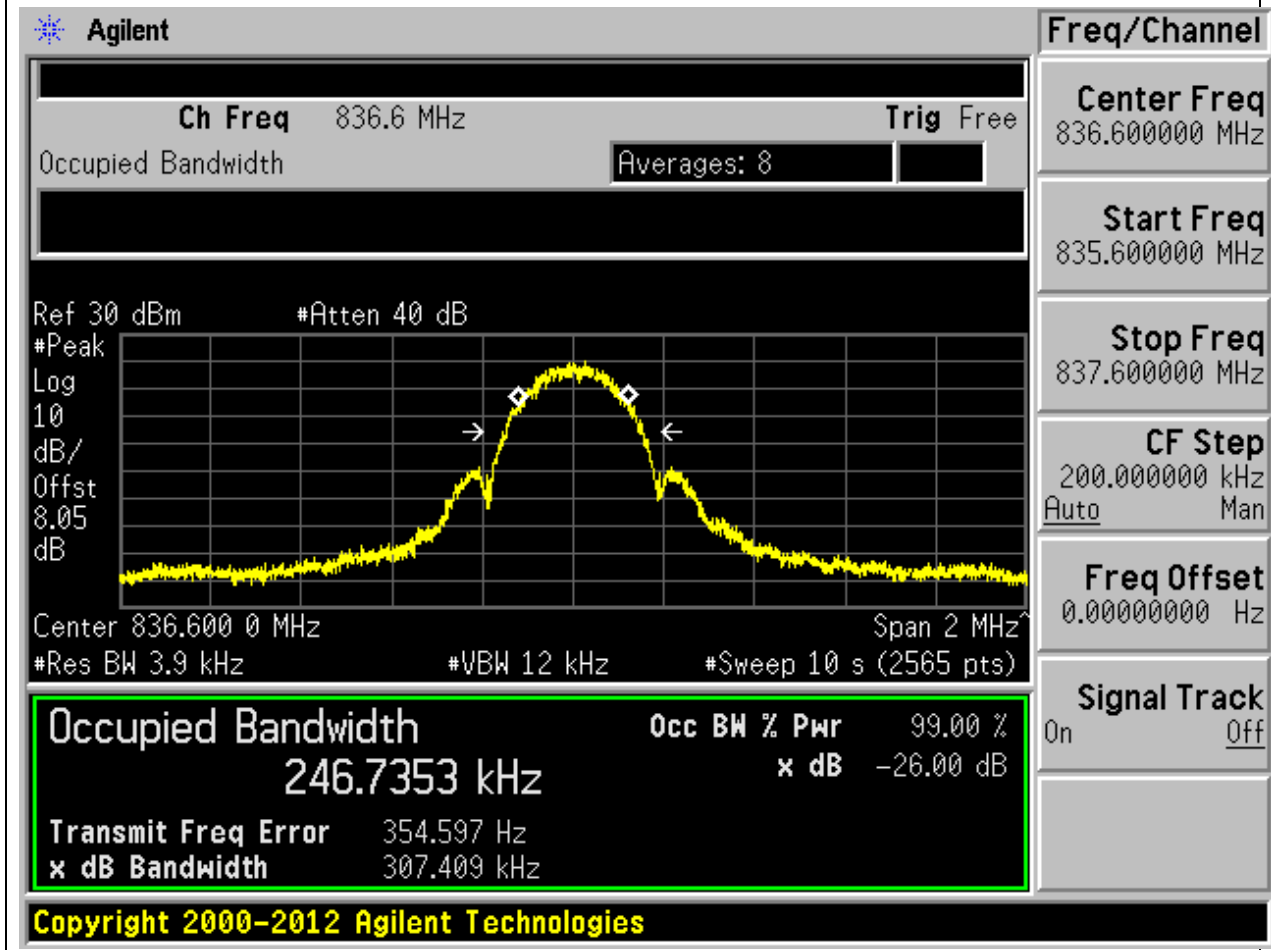 Agilent
Freq/Channel
Ch Freq 836.6 MHz Trig Free
Occupied Bandwidth Averages: 8
Center Freq
836.600000 MHz
Start Freq
835.600000 MHz
Stop Freq
837.600000 MHz
CF Step
200.000000 kHz
Auto Man
Freq Offset
0.00000000 Hz
Signal Track
On Off
Ref 30 dBm #Atten 40 dB
#Peak
Log
10
dB/
Offst
8.05
dB
Center 836.600 0 MHz Span 2 MHz^
#Res BW 3.9 kHz #VBW 12 kHz #Sweep 10 s (2565 pts)
Occupied Bandwidth Occ BW % Pwr 99.00 %
246.7353 kHz x dB -26.00 dB
Transmit Freq Error 354.597 Hz
x dB Bandwidth 307.409 kHz
Copyright 2000-2012 Agilent Technologies